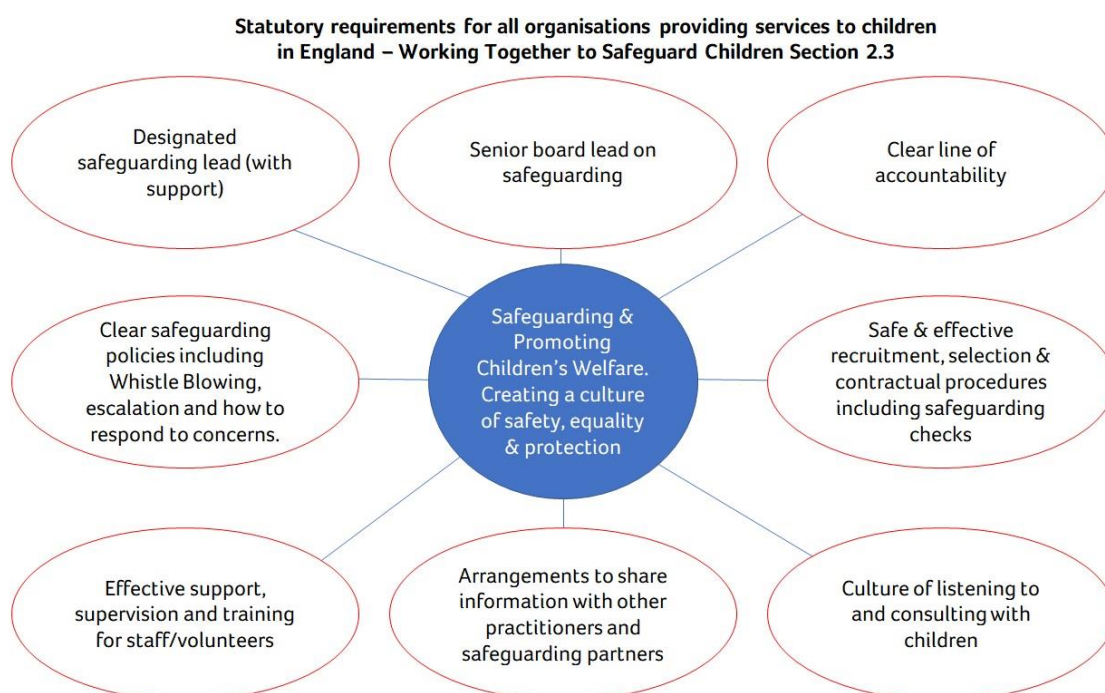 Statutory requirements for all organisations providing services to children
in England – Working Together to Safeguard Children Section 2.3
Designated
safeguarding lead (with
support)
Senior board lead on
safeguarding
Clear line of
accountability
Clear safeguarding
policies including
Whistle Blowing,
escalation and how to
respond to concerns.
Safeguarding &
Promoting
Children’s Welfare.
Creating a culture
of safety, equality
& protection
Safe & effective
recruitment, selection &
contractual procedures
including safeguarding
checks
Effective support,
supervision and training
for staff/volunteers
Arrangements to share
information with other
practitioners and
safeguarding partners
Culture of listening to
and consulting with
children